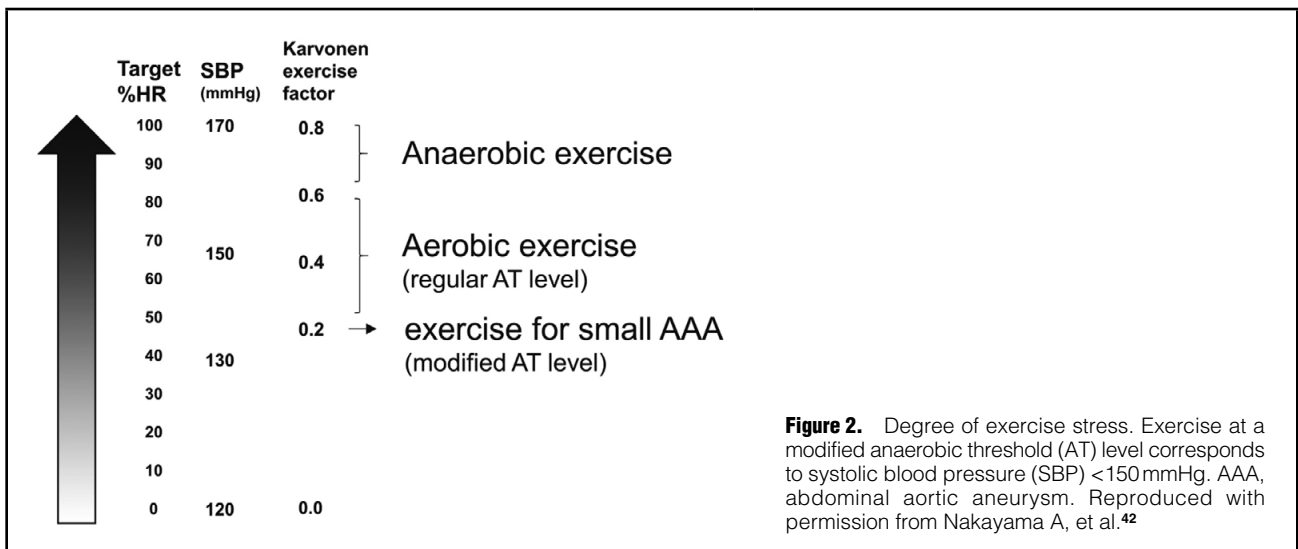 Target %HR
SBP (mmHg)
Karvonen exercise factor
100 170 0.8
Anaerobic exercise
90
80 0.6
70
Aerobic exercise
150
(regular AT level)
0.4
60
50
0.2 → exercise for small AAA
(modified AT level)
40 130
30
20
10
0 120 0.0
Figure 2. Degree of exercise stress. Exercise at a
modified anaerobic threshold (AT) level corresponds
to systolic blood pressure (SBP) <150 mmHg. AAA,
abdominal aortic aneurysm. Reproduced with
permission from Nakayama A, et al.42